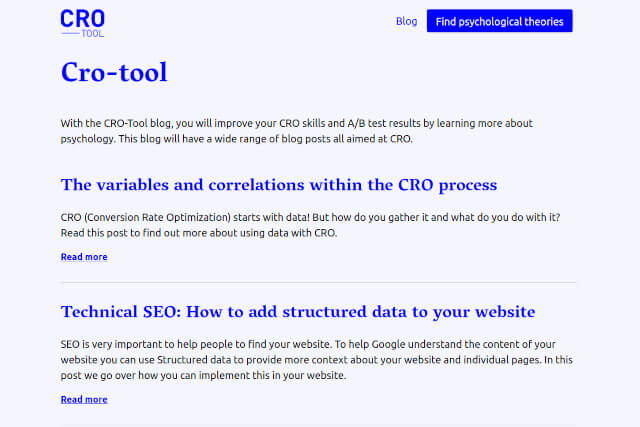 CRO
TOOL
Blog
Find psychological theories
Cro-tool
With the CRO-Tool blog, you will improve your CRO skills and A/B test results by learning more about
psychology. This blog will have a wide range of blog posts all aimed at CRO.
The variables and correlations within the CRO process
CRO (Conversion Rate Optimization) starts with data! But how do you gather it and what do you do with it?
Read this post to find out more about using data with CRO.
Read more
Technical SEO: How to add structured data to your website
SEO is very important to help people to find your website. To help Google understand the content of your
website you can use Structured data to provide more context about your website and individual pages. In this
post we go over how you can implement this in your website.
Read more